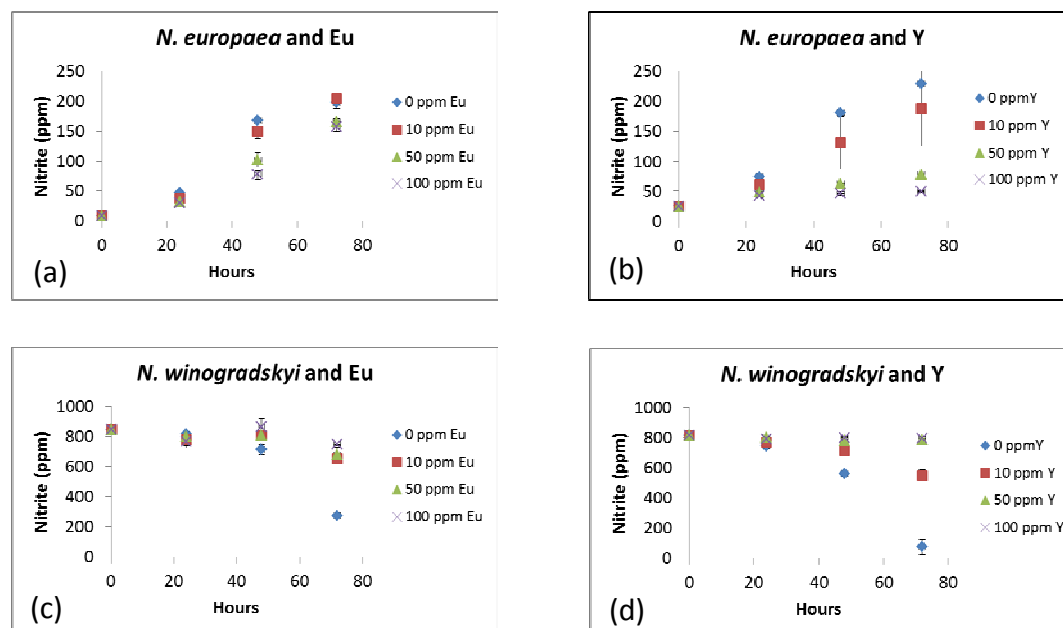 N. europaea and Eu
Nitrite (ppm)
250
200
150
100
50
0
0 20 40 60 80
Hours
0 ppm Eu
10 ppm Eu
50 ppm Eu
100 ppm Eu
(a)
N. europaea and Y
Nitrite (ppm)
250
200
150
100
50
0
0 20 40 60 80
Hours
0 ppmY
10 ppm Y
50 ppm Y
100 ppm Y
(b)
N. winogradskyi and Eu
Nitrite (ppm)
1000
800
600
400
200
0
0 20 40 60 80
Hours
0 ppm Eu
10 ppm Eu
50 ppm Eu
100 ppm Eu
(c)
N. winogradskyi and Y
Nitrite (ppm)
1000
800
600
400
200
0
0 20 40 60 80
Hours
0 ppmY
10 ppm Y
50 ppm Y
100 ppm Y
(d)